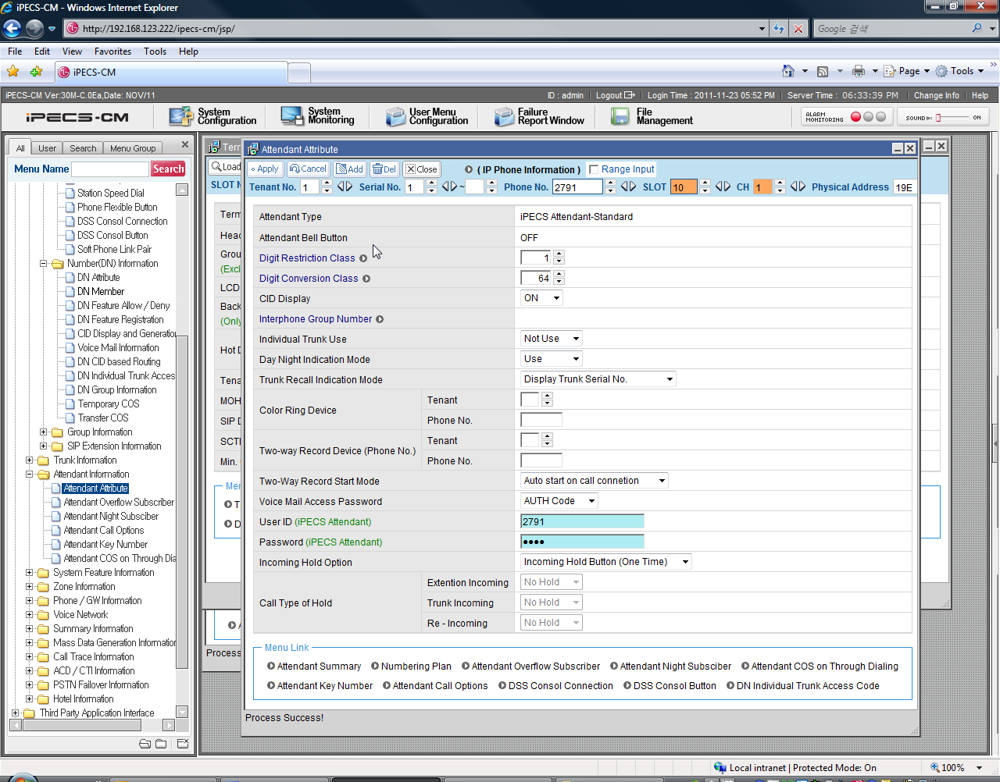 iPECS-CM - Windows Internet Explorer
http://192.168.123.222/ipecs-cm/jsp/
Google 검색
File Edit View Favorites Tools Help
iPECS-CM
Page Tools
iPECS-CM Ver:30M-C.0Ea,Date: NOV/11
ID : admin Logout Login Time : 2011-11-23 05:52 PM Server Time : 06:33:39 PM Change Info Help
iPECS-CM
System Configuration
System Monitoring
User Menu Configuration
Failure Report Window
File Management
ALARM MONITORING
SOUND ON
All User Search Menu Group
Menu Name Search
Station Speed Dial
Phone Flexible Button
DSS Consol Connection
DSS Consol Button
Soft Phone Link Pair
Number(DN) Information
DN Attribute
DN Member
DN Feature Allow / Deny
DN Feature Registration
CID Display and Generation
Voice Mail Information
DN CID based Routing
DN Individual Trunk Acces
DN Group Information
Temporary COS
Transfer COS
Group Information
SIP Extension Information
Trunk Information
Attendant Information
Attendant Attribute
Attendant Overflow Subscriber
Attendant Night Subsciber
Attendant Call Options
Attendant Key Number
Attendant COS on Through Dia
System Feature Information
Zone Information
Phone / GW Information
Voice Network
Summary Information
Mass Data Generation Information
Call Trace Information
ACD / CTI Information
PSTN Failover Information
Hotel Information
Third Party Application Interface
Term
Load
SLOT N
Term
Head
Grou
(Excl
LCD
Back
(Only
Hot D
Tena
MOH
SIP D
SCTI
Min.
Me
T
D
A
Process
Attendant Attribute
Apply Cancel Add Del Close ( IP Phone Information ) Range Input
Tenant No. 1 Serial No. 1 ~ Phone No. 2791 SLOT 10 CH 1 Physical Address 19E
Attendant Type iPECS Attendant-Standard
Attendant Bell Button OFF
Digit Restriction Class 1
Digit Conversion Class 64
CID Display ON
Interphone Group Number
Individual Trunk Use Not Use
Day Night Indication Mode Use
Trunk Recall Indication Mode Display Trunk Serial No.
Color Ring Device Tenant
Phone No.
Two-way Record Device (Phone No.) Tenant
Phone No.
Two-Way Record Start Mode Auto start on call connetion
Voice Mail Access Password AUTH Code
User ID (iPECS Attendant) 2791
Password (iPECS Attendant) ●●●●
Incoming Hold Option Incoming Hold Button (One Time)
Call Type of Hold Extention Incoming No Hold
Trunk Incoming No Hold
Re - Incoming No Hold
Menu Link
Attendant Summary Numbering Plan Attendant Overflow Subscriber Attendant Night Subsciber Attendant COS on Through Dialing
Attendant Key Number Attendant Call Options DSS Consol Connection DSS Consol Button DN Individual Trunk Access Code
Process Success!
Local intranet | Protected Mode: On 100%